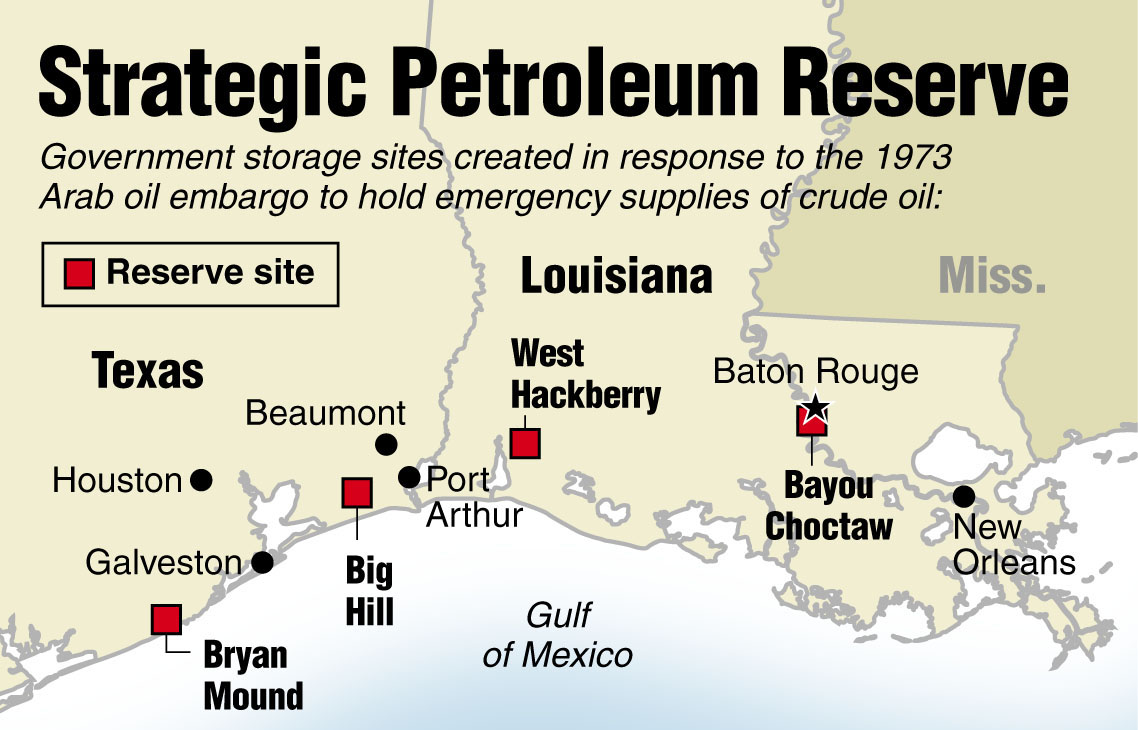 Strategic Petroleum Reserve
Government storage sites created in response to the 1973
Arab oil embargo to hold emergency supplies of crude oil:
Reserve site
Louisiana
Miss.
Texas
West
Hackberry
Baton Rouge
Beaumont
Houston
Port
Arthur
Bayou
Choctaw
New
Orleans
Galveston
Big
Hill
Gulf
of Mexico
Bryan
Mound